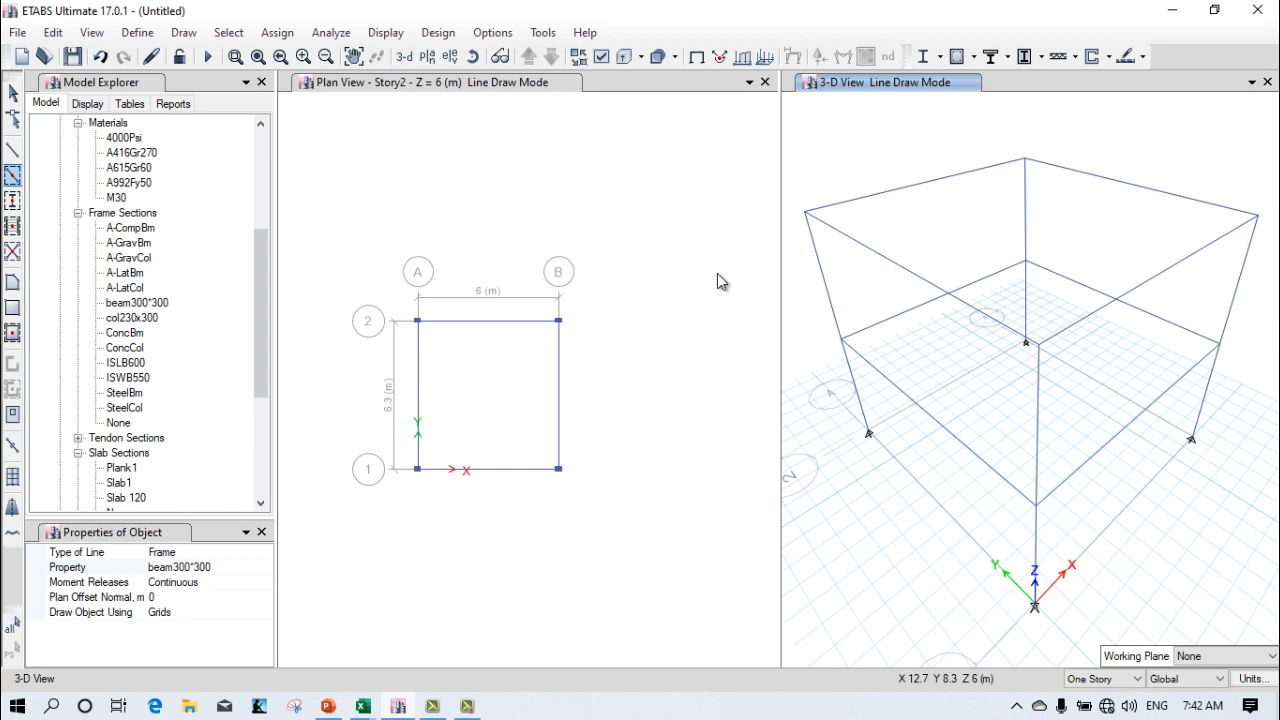 ETABS Ultimate 17.0.1 - (Untitled)
File Edit View Define Draw Select Assign Analyze Display Design Options Tools Help
3-d nd
Model Explorer
Model Display Tables Reports
Materials
4000Psi
A416Gr270
A615Gr60
A992Fy50
M30
Frame Sections
A-CompBm
A-GravBm
A-GravCol
A-LatBm
A-LatCol
beam300*300
col230x300
ConcBm
ConcCol
ISLB600
ISWB550
SteelBm
SteelCol
None
Tendon Sections
Slab Sections
Plank1
Slab1
Slab 120
Properties of Object
Type of Line Frame
Property beam300*300
Moment Releases Continuous
Plan Offset Normal, m 0
Draw Object Using Grids
all
ps
Plan View - Story2 - Z = 6 (m) Line Draw Mode
A B
6 (m)
2
6.3 (m)
Y
1
X
3-D View Line Draw Mode
A
2
Y Z X
Working Plane None
3-D View
X 12.7 Y 8.3 Z 6 (m)
One Story Global Units...
7:42 AM